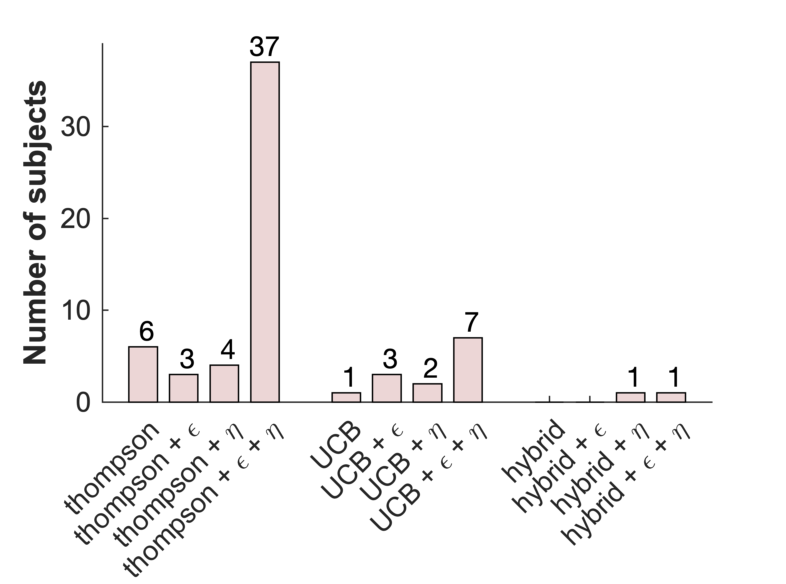 Number of subjects
30
20
10
0
6
3
4
37
1
3
2
7
1
1
thompson
thompson + ϵ
thompson + η
thompson + ϵ + η
UCB
UCB + ϵ
UCB + η
UCB + ϵ + η
hybrid
hybrid + ϵ
hybrid + η
hybrid + ϵ + η